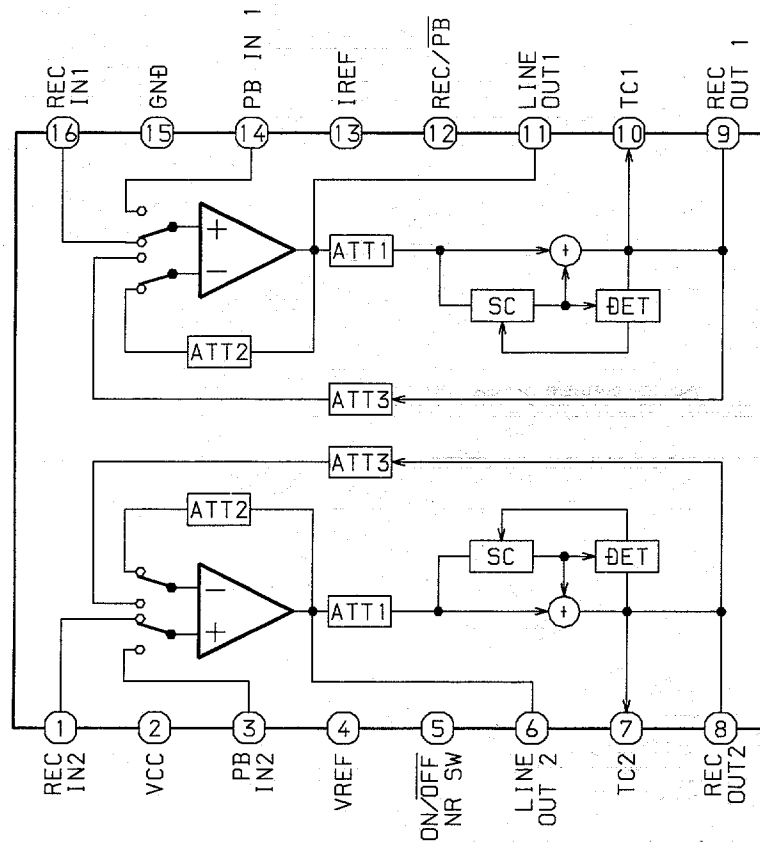 REC IN1
GND
PB IN 1
IREF
REC/PB
LINE OUT1
TC1
REC OUT 1
16
15
14
13
12
11
10
9
+
−
ATT1
+
SC
DET
ATT2
ATT3
ATT3
ATT2
SC
DET
−
+
ATT1
+
1
2
3
4
5
6
7
8
REC IN2
VCC
PB IN2
VREF
ON/OFF NR SW
LINE OUT 2
TC2
REC OUT2